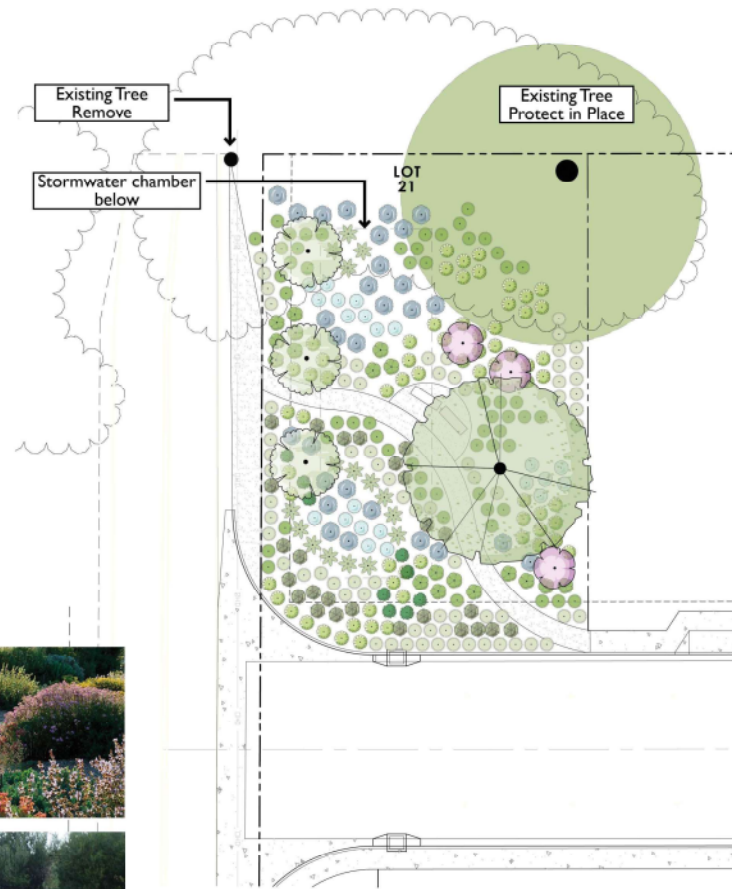 Existing Tree
Remove
Existing Tree
Protect in Place
Stormwater chamber
below
LOT
21